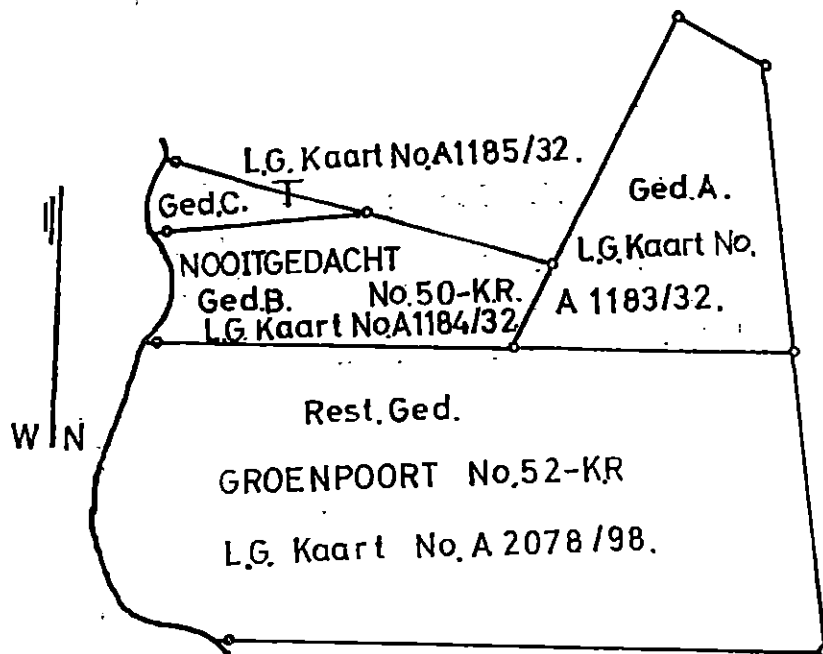 L.G. Kaart No.A1185/32.
Ged.C.
Ged.A.
L.G. Kaart No.
A 1183/32.
NOOITGEDACHT
Ged.B. No.50-K.R.
L.G. Kaart No.A1184/32
Rest.Ged.
W N
GROENPOORT No.52-K.R
L.G. Kaart No.A 2078/98.